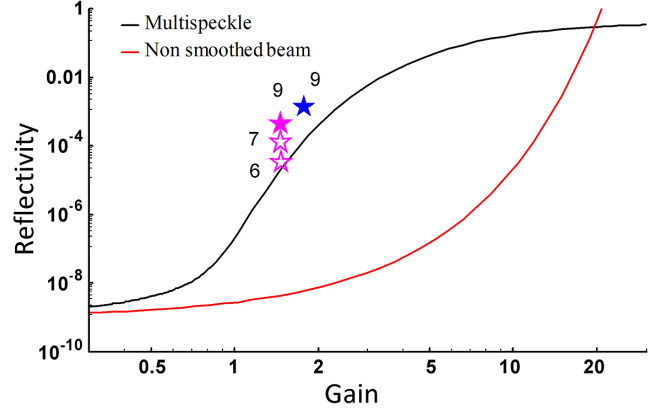 1
Multispeckle
Non smoothed beam
0.01
9
9
10⁻⁴
7
6
10⁻⁶
10⁻⁸
10⁻¹⁰
Reflectivity
0.5 1 2 5 10 20
Gain